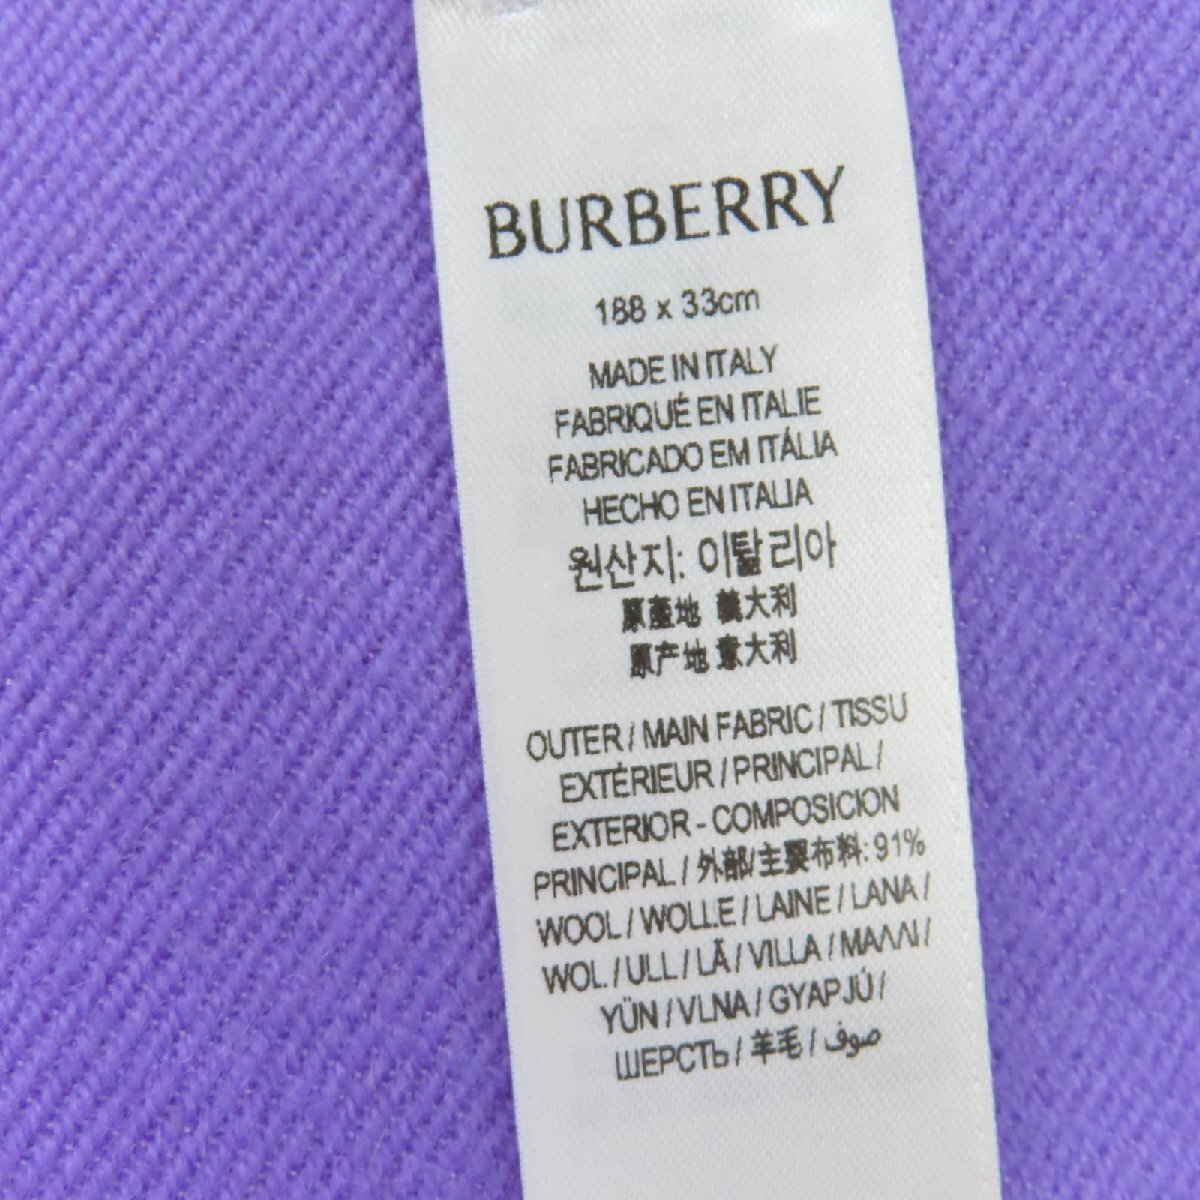 BURBERRY
188 x 33cm
MADE IN ITALY
FABRIQUÉ EN ITALIE
FABRICADO EM ITÁLIA
HECHO EN ITALIA
원산지: 이탈리아
原產地 義大利
原产地 意大利
OUTER / MAIN FABRIC / TISSU
EXTÉRIEUR / PRINCIPAL /
EXTERIOR - COMPOSICION
PRINCIPAL / 外部/主要布料: 91%
WOOL / WOLLE / LAINE / LANA /
WOL / ULL / LÃ / VILLA / ΜΑΛΛΙ /
YÜN / VLNA / GYAPJÚ /
ШЕРСТЬ / 羊毛 / صوف